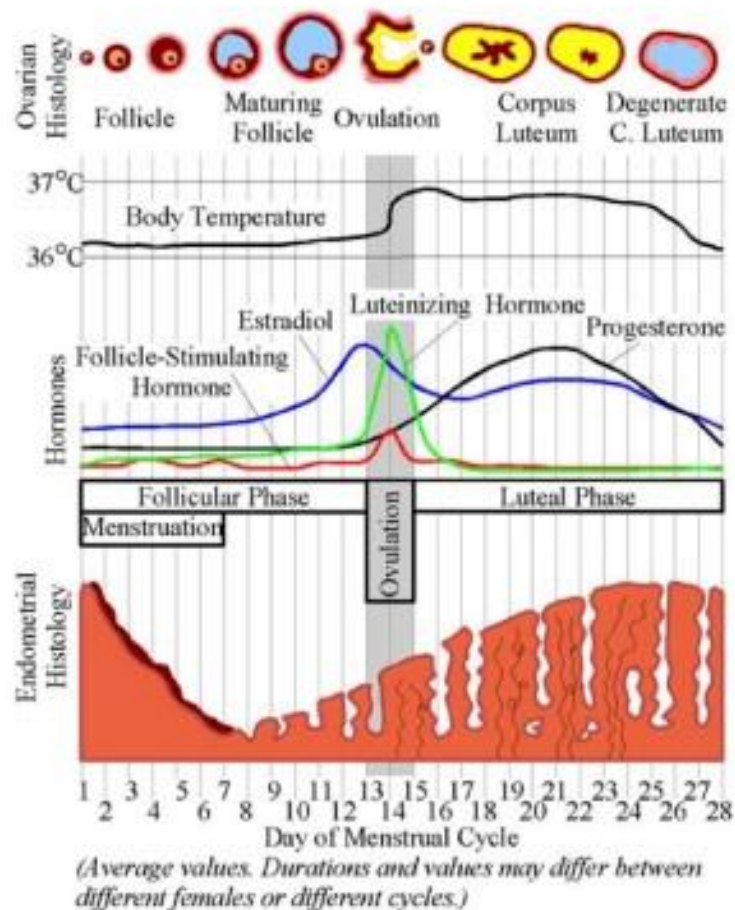 Ovarian
Histology
Follicle
Maturing
Follicle
Ovulation
Corpus
Luteum
Degenerate
C. Luteum
37°C
Body Temperature
36°C
Hormones
Luteinizing Hormone
Estradiol
Progesterone
Follicle-Stimulating
Hormone
Follicular Phase
Ovulation
Luteal Phase
Menstruation
Endometrial
Histology
1 3 5 7 9 11 13 15 17 19 21 23 25 27
2 4 6 8 10 12 14 16 18 20 22 24 26 28
Day of Menstrual Cycle
(Average values. Durations and values may differ between
different females or different cycles.)